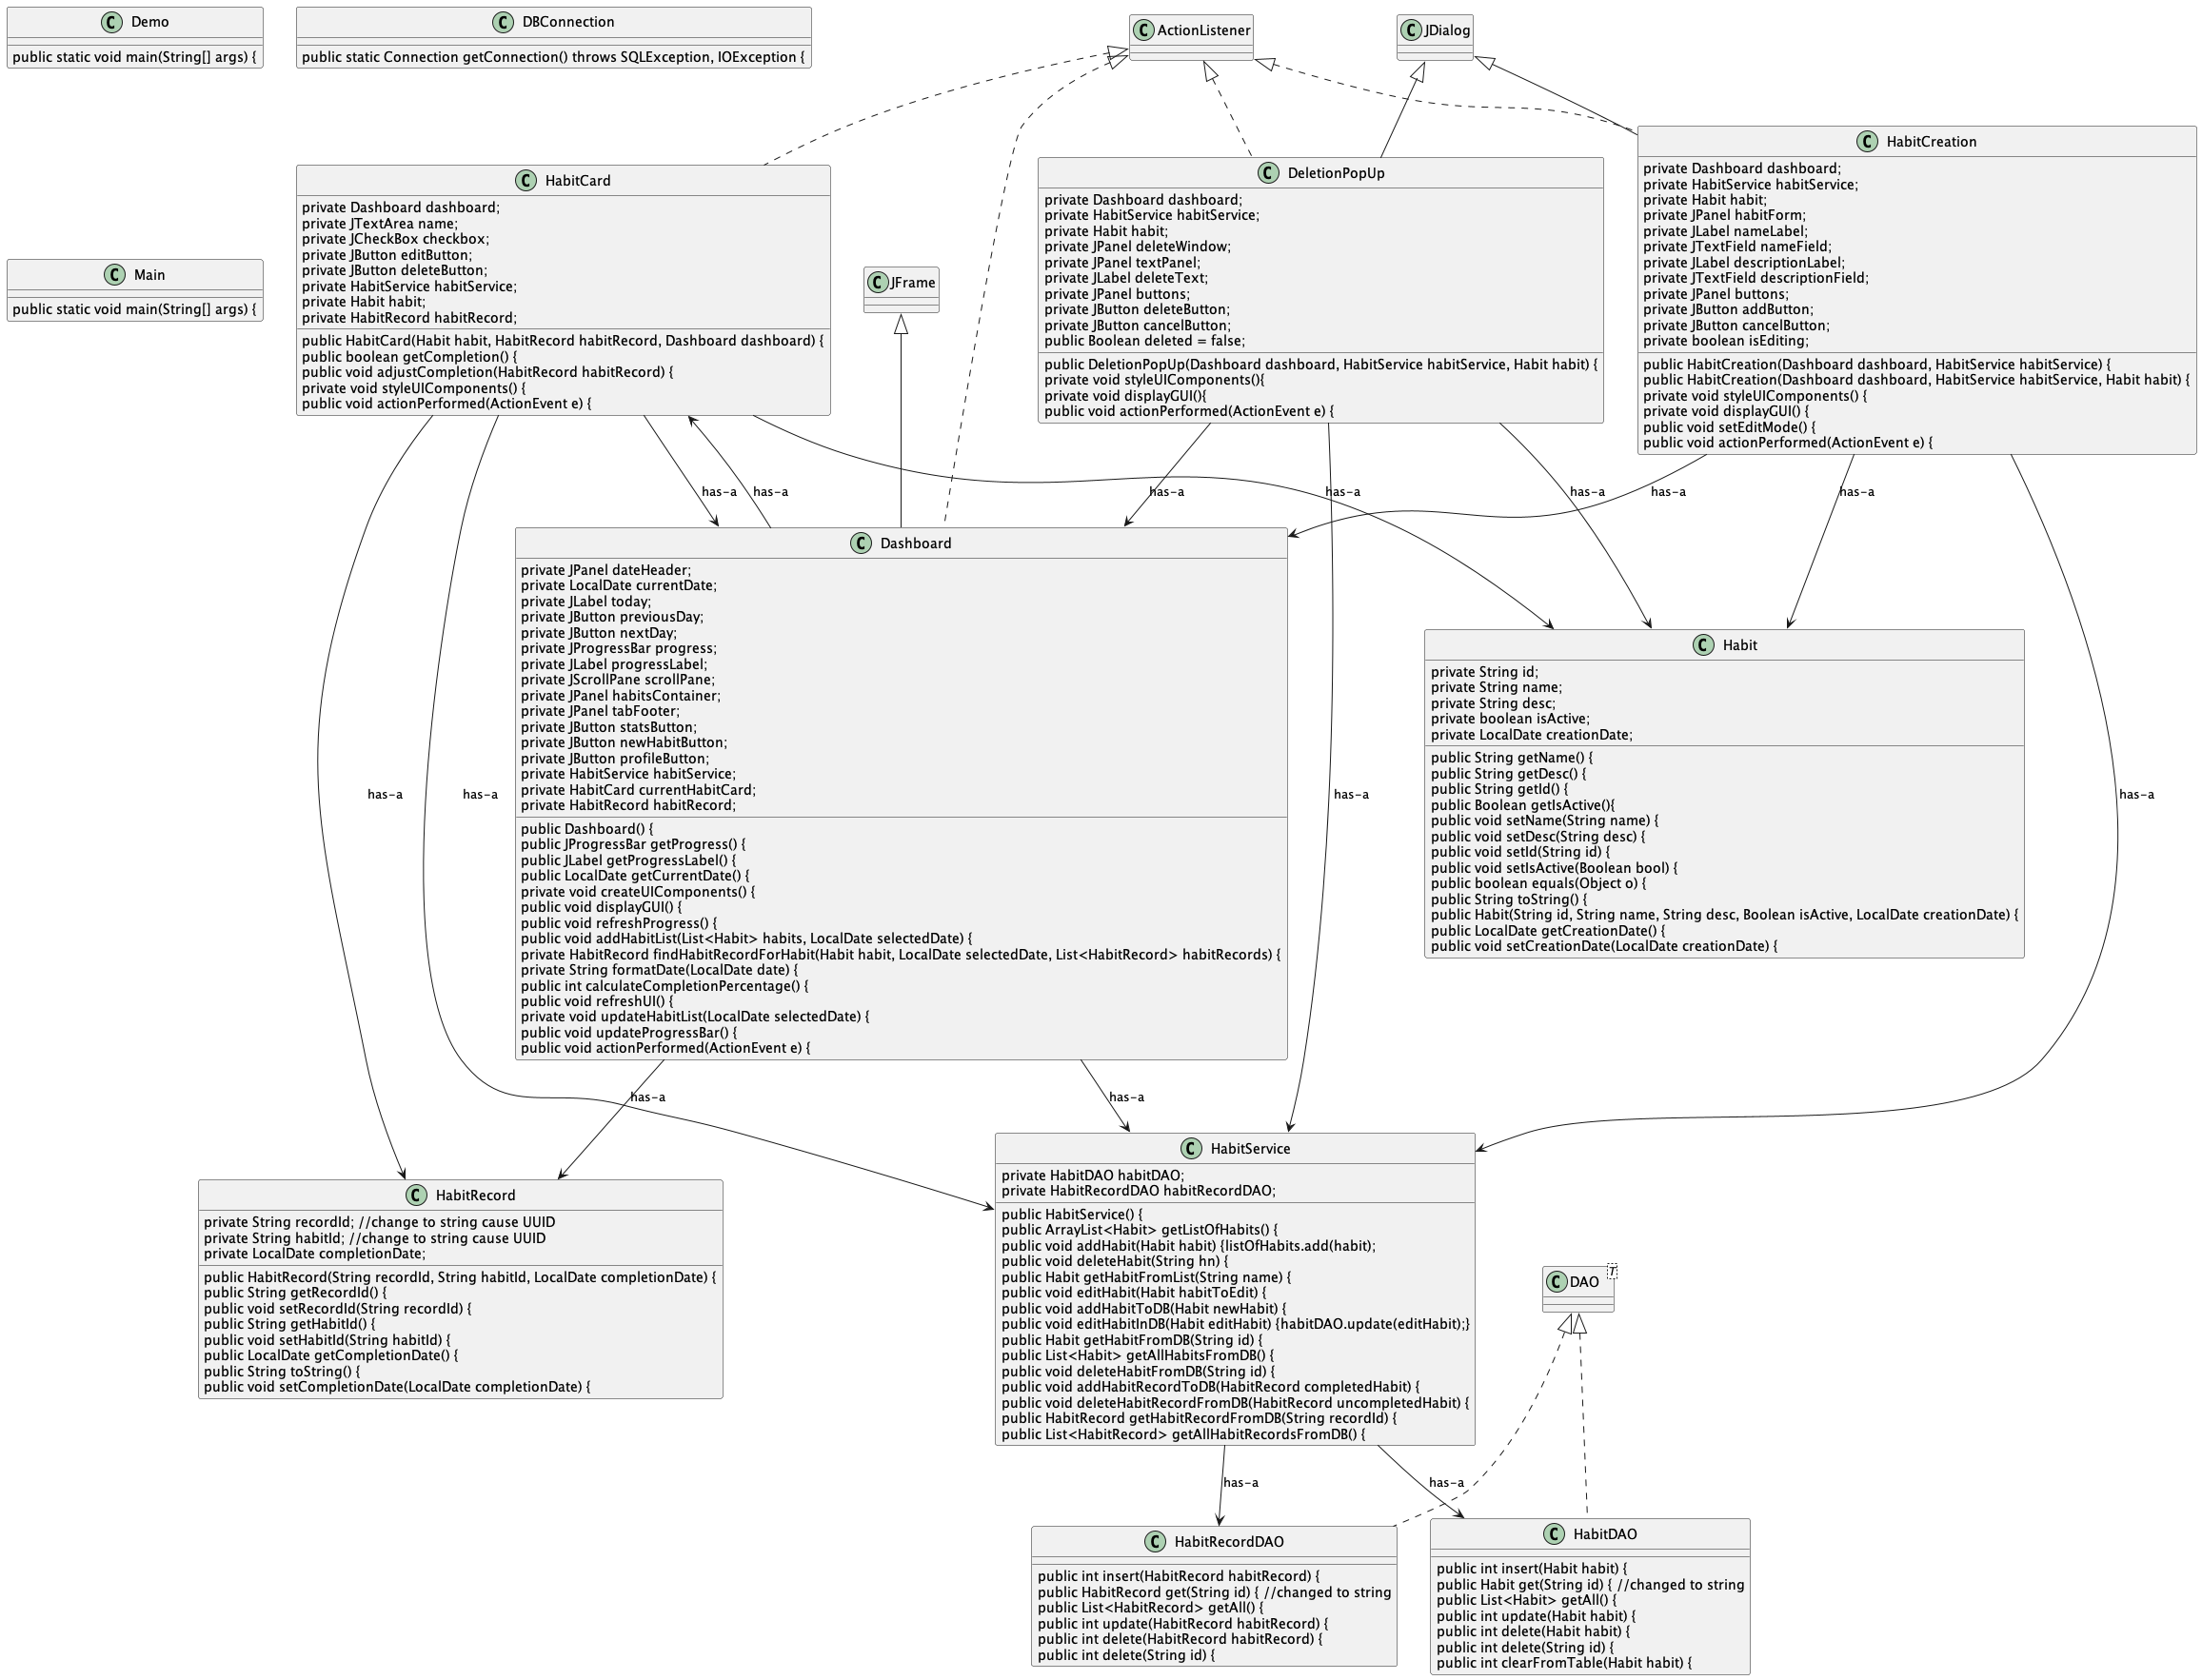 C Demo
public static void main(String[] args) {
C DBConnection
public static Connection getConnection() throws SQLException, IOException {
C ActionListener
C JDialog
C HabitCreation
private Dashboard dashboard;
private HabitService habitService;
private Habit habit;
private JPanel habitForm;
private JLabel nameLabel;
private JTextField nameField;
private JLabel descriptionLabel;
private JTextField descriptionField;
private JPanel buttons;
private JButton addButton;
private JButton cancelButton;
private boolean isEditing;
public HabitCreation(Dashboard dashboard, HabitService habitService) {
public HabitCreation(Dashboard dashboard, HabitService habitService, Habit habit) {
private void styleUIComponents() {
private void displayGUI() {
public void setEditMode() {
public void actionPerformed(ActionEvent e) {
C DeletionPopUp
private Dashboard dashboard;
private HabitService habitService;
private Habit habit;
private JPanel deleteWindow;
private JPanel textPanel;
private JLabel deleteText;
private JPanel buttons;
private JButton deleteButton;
private JButton cancelButton;
public Boolean deleted = false;
public DeletionPopUp(Dashboard dashboard, HabitService habitService, Habit habit) {
private void styleUIComponents(){
private void displayGUI(){
public void actionPerformed(ActionEvent e) {
C HabitCard
private Dashboard dashboard;
private JTextArea name;
private JCheckBox checkbox;
private JButton editButton;
private JButton deleteButton;
private HabitService habitService;
private Habit habit;
private HabitRecord habitRecord;
public HabitCard(Habit habit, HabitRecord habitRecord, Dashboard dashboard) {
public boolean getCompletion() {
public void adjustCompletion(HabitRecord habitRecord) {
private void styleUIComponents() {
public void actionPerformed(ActionEvent e) {
C Main
public static void main(String[] args) {
C JFrame
has-a
has-a
has-a
has-a
has-a
has-a
has-a
C Dashboard
private JPanel dateHeader;
private LocalDate currentDate;
private JLabel today;
private JButton previousDay;
private JButton nextDay;
private JProgressBar progress;
private JLabel progressLabel;
private JScrollPane scrollPane;
private JPanel habitsContainer;
private JPanel tabFooter;
private JButton statsButton;
private JButton newHabitButton;
private JButton profileButton;
private HabitService habitService;
private HabitCard currentHabitCard;
private HabitRecord habitRecord;
public Dashboard() {
public JProgressBar getProgress() {
public JLabel getProgressLabel() {
public LocalDate getCurrentDate() {
private void createUIComponents() {
public void displayGUI() {
public void refreshProgress() {
public void addHabitList(List<Habit> habits, LocalDate selectedDate) {
private HabitRecord findHabitRecordForHabit(Habit habit, LocalDate selectedDate, List<HabitRecord> habitRecords) {
private String formatDate(LocalDate date) {
public int calculateCompletionPercentage() {
public void refreshUI() {
private void updateHabitList(LocalDate selectedDate) {
public void updateProgressBar() {
public void actionPerformed(ActionEvent e) {
C Habit
private String id;
private String name;
private String desc;
private boolean isActive;
private LocalDate creationDate;
public String getName() {
public String getDesc() {
public String getId() {
public Boolean getIsActive(){
public void setName(String name) {
public void setDesc(String desc) {
public void setId(String id) {
public void setIsActive(Boolean bool) {
public boolean equals(Object o) {
public String toString() {
public Habit(String id, String name, String desc, Boolean isActive, LocalDate creationDate) {
public LocalDate getCreationDate() {
public void setCreationDate(LocalDate creationDate) {
has-a
has-a
has-a
has-a
has-a
has-a
C HabitRecord
private String recordId; //change to string cause UUID
private String habitId; //change to string cause UUID
private LocalDate completionDate;
public HabitRecord(String recordId, String habitId, LocalDate completionDate) {
public String getRecordId() {
public void setRecordId(String recordId) {
public String getHabitId() {
public void setHabitId(String habitId) {
public LocalDate getCompletionDate() {
public String toString() {
public void setCompletionDate(LocalDate completionDate) {
C HabitService
private HabitDAO habitDAO;
private HabitRecordDAO habitRecordDAO;
public HabitService() {
public ArrayList<Habit> getListOfHabits() {
public void addHabit(Habit habit) {listOfHabits.add(habit);
public void deleteHabit(String hn) {
public Habit getHabitFromList(String name) {
public void editHabit(Habit habitToEdit) {
public void addHabitToDB(Habit newHabit) {
public void editHabitInDB(Habit editHabit) {habitDAO.update(editHabit);}
public Habit getHabitFromDB(String id) {
public List<Habit> getAllHabitsFromDB() {
public void deleteHabitFromDB(String id) {
public void addHabitRecordToDB(HabitRecord completedHabit) {
public void deleteHabitRecordFromDB(HabitRecord uncompletedHabit) {
public HabitRecord getHabitRecordFromDB(String recordId) {
public List<HabitRecord> getAllHabitRecordsFromDB() {
C DAO T
has-a
has-a
C HabitRecordDAO
public int insert(HabitRecord habitRecord) {
public HabitRecord get(String id) { //changed to string
public List<HabitRecord> getAll() {
public int update(HabitRecord habitRecord) {
public int delete(HabitRecord habitRecord) {
public int delete(String id) {
C HabitDAO
public int insert(Habit habit) {
public Habit get(String id) { //changed to string
public List<Habit> getAll() {
public int update(Habit habit) {
public int delete(Habit habit) {
public int delete(String id) {
public int clearFromTable(Habit habit) {